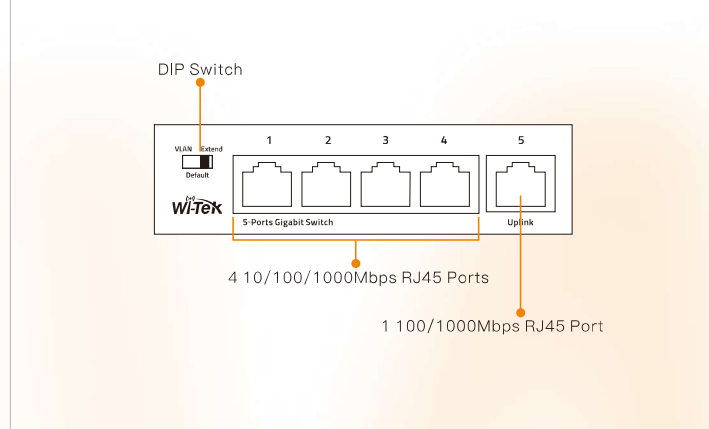 DIP Switch
VLAN Extend
Default
1 2 3 4 5
Wi-Tek
5-Ports Gigabit Switch
Uplink
4 10/100/1000Mbps RJ45 Ports
1 100/1000Mbps RJ45 Port